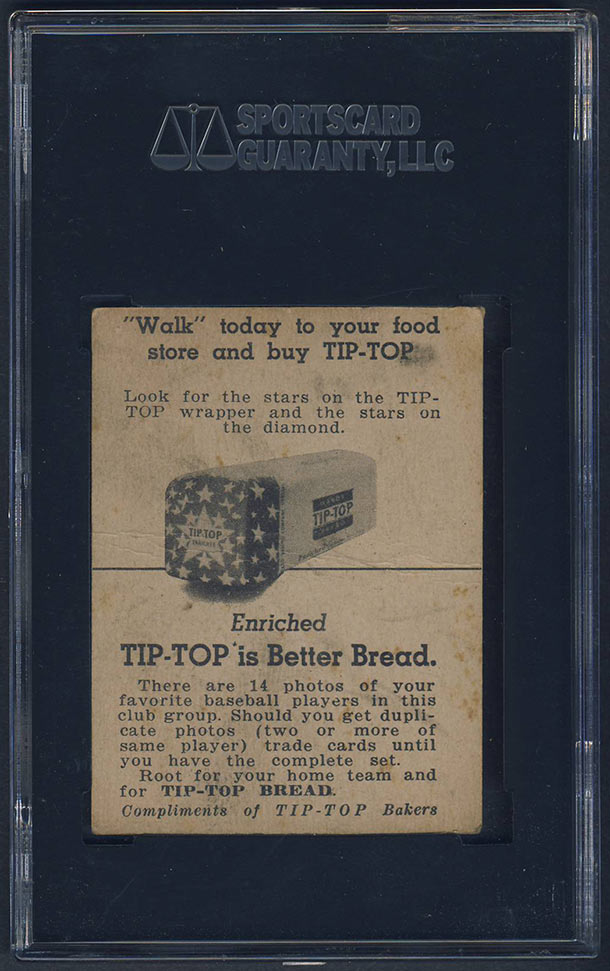 SPORTSCARD
GUARANTY, LLC
"Walk" today to your food
store and buy TIP-TOP
Look for the stars on the TIP-
TOP wrapper and the stars on
the diamond.
TIP-TOP
ENRICHED
TIP-TOP
Enriched
TIP-TOP is Better Bread.
There are 14 photos of your
favorite baseball players in this
club group. Should you get dupli-
cate photos (two or more of
same player) trade cards until
you have the complete set.
Root for your home team and
for TIP-TOP BREAD.
Compliments of TIP-TOP Bakers